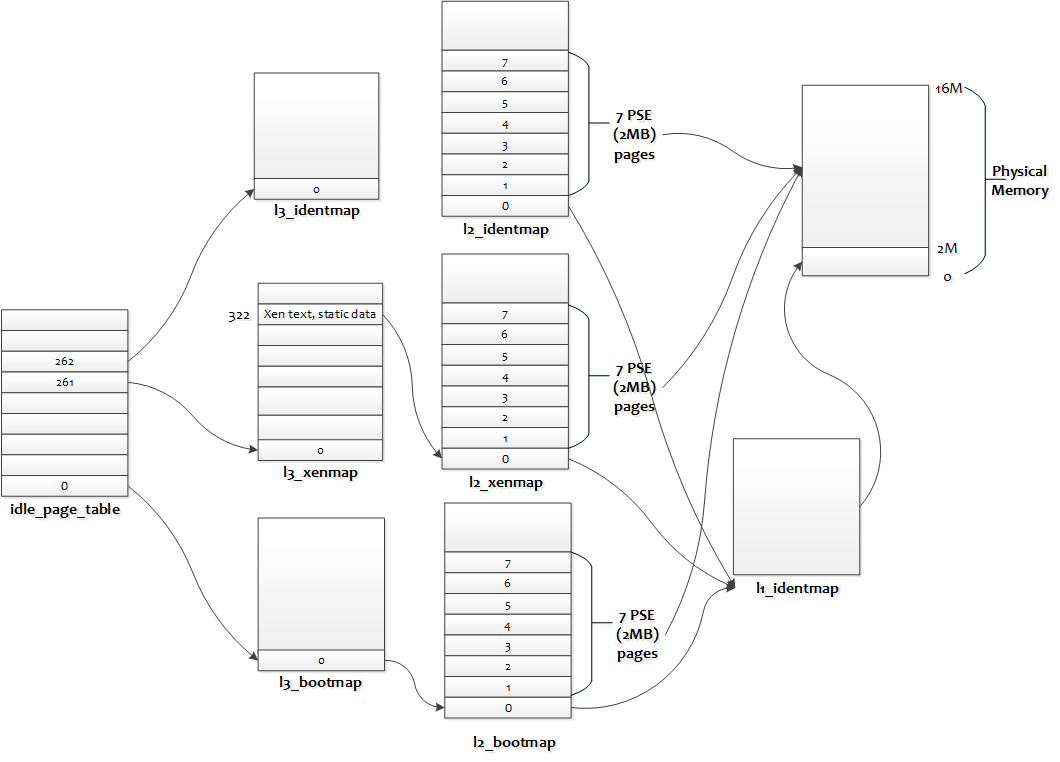 262
261
0
idle_page_table
0
l3_identmap
322
Xen text, static data
0
l3_xenmap
0
l3_bootmap
7
6
5
4
3
2
1
0
l2_identmap
7 PSE
(2MB)
pages
7
6
5
4
3
2
1
0
l2_xenmap
7 PSE
(2MB)
pages
7
6
5
4
3
2
1
0
l2_bootmap
7 PSE
(2MB)
pages
l1_identmap
16M
2M
0
Physical
Memory